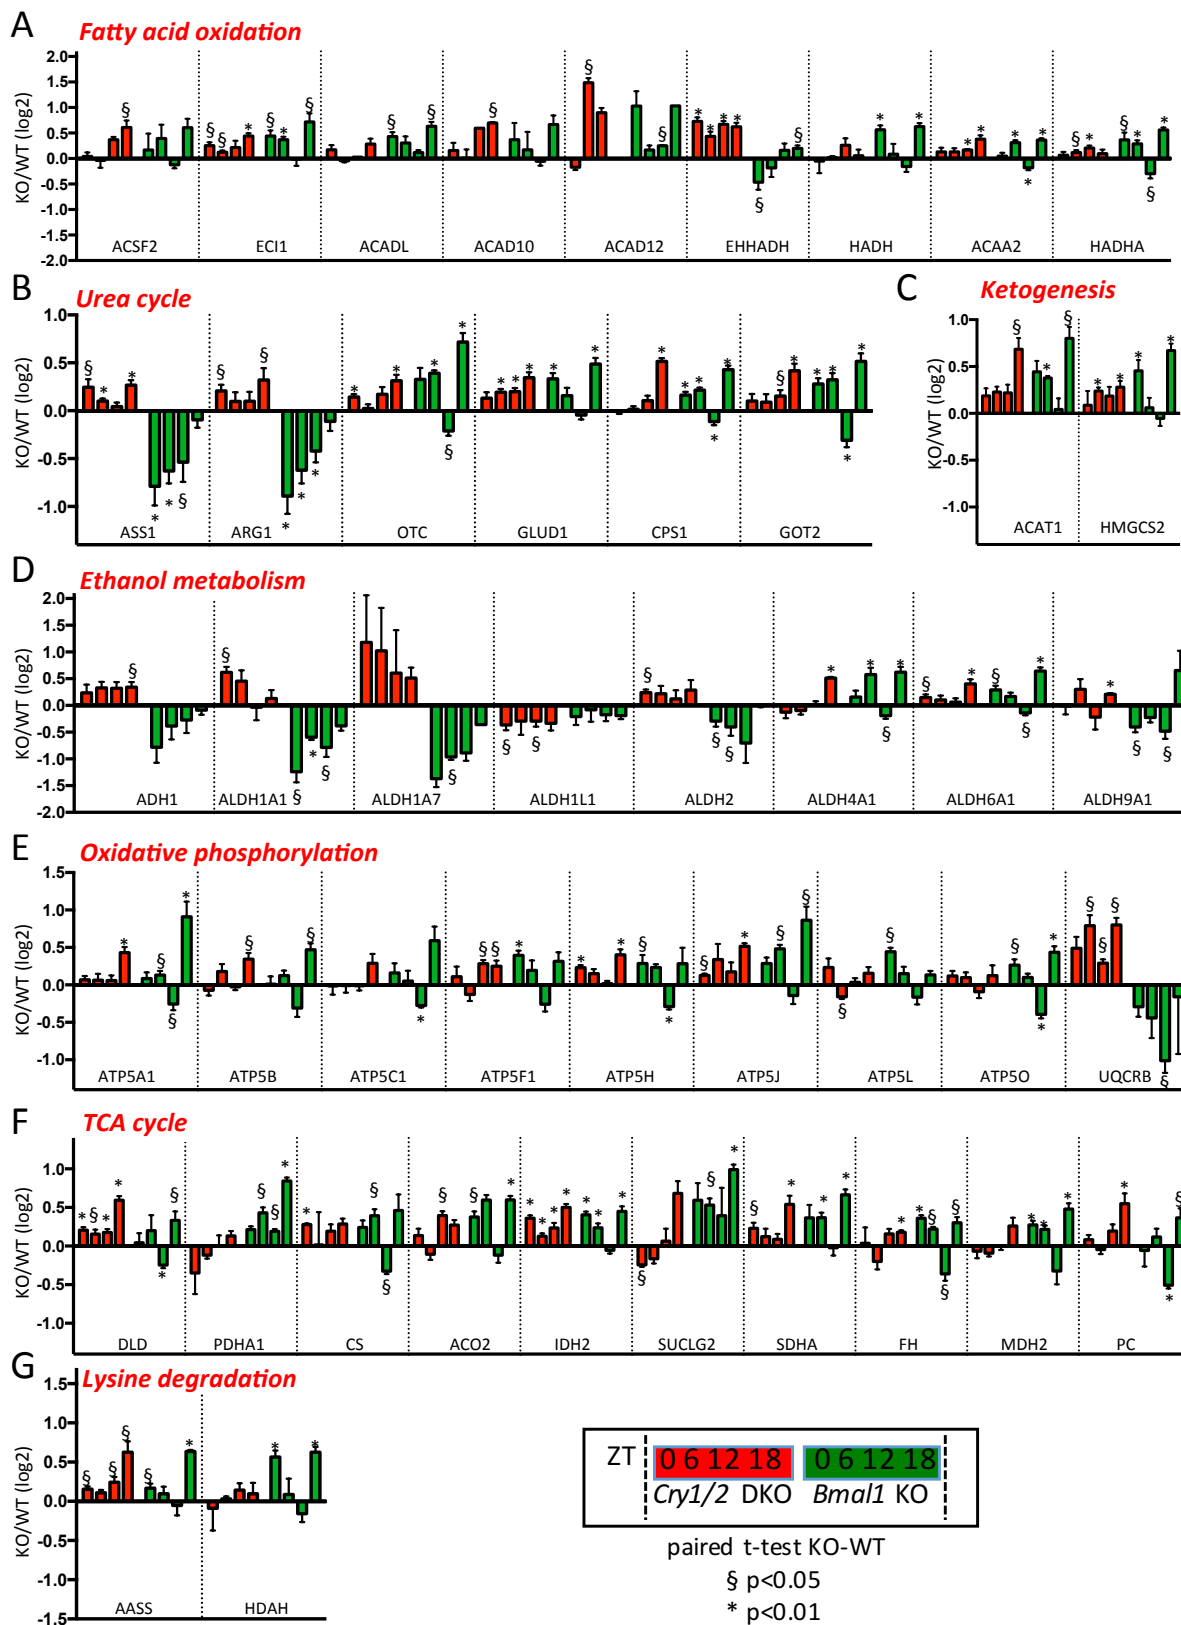 A Fatty acid oxidation
KO/WT (log2)
2.0
1.5
1.0
0.5
0.0
-0.5
-1.0
-1.5
-2.0
ACSF2 ECI1 ACADL ACAD10 ACAD12 EHHADH HADH ACAA2 HADHA
B Urea cycle
KO/WT (log2)
1.0
0.5
0.0
-0.5
-1.0
ASS1 ARG1 OTC GLUD1 CPS1 GOT2
C Ketogenesis
KO/WT (log2)
1.0
0.5
0.0
-0.5
-1.0
ACAT1 HMGCS2
D Ethanol metabolism
KO/WT (log2)
2.0
1.5
1.0
0.5
0.0
-0.5
-1.0
-1.5
-2.0
ADH1 ALDH1A1 ALDH1A7 ALDH1L1 ALDH2 ALDH4A1 ALDH6A1 ALDH9A1
E Oxidative phosphorylation
KO/WT (log2)
1.5
1.0
0.5
0.0
-0.5
-1.0
ATP5A1 ATP5B ATP5C1 ATP5F1 ATP5H ATP5J ATP5L ATP5O UQCRB
F TCA cycle
KO/WT (log2)
1.0
0.5
0.0
-0.5
-1.0
DLD PDHA1 CS ACO2 IDH2 SUCLG2 SDHA FH MDH2 PC
G Lysine degradation
KO/WT (log2)
1.5
1.0
0.5
0.0
-0.5
-1.0
-1.5
AASS HDAH
ZT 0 6 12 18 0 6 12 18
Cry1/2 DKO Bmal1 KO
paired t-test KO-WT
§ p<0.05
* p<0.01